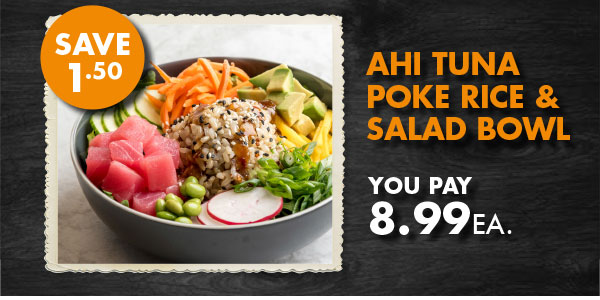 SAVE
1.50
AHI TUNA
POKE RICE &
SALAD BOWL
YOU PAY
8.99EA.